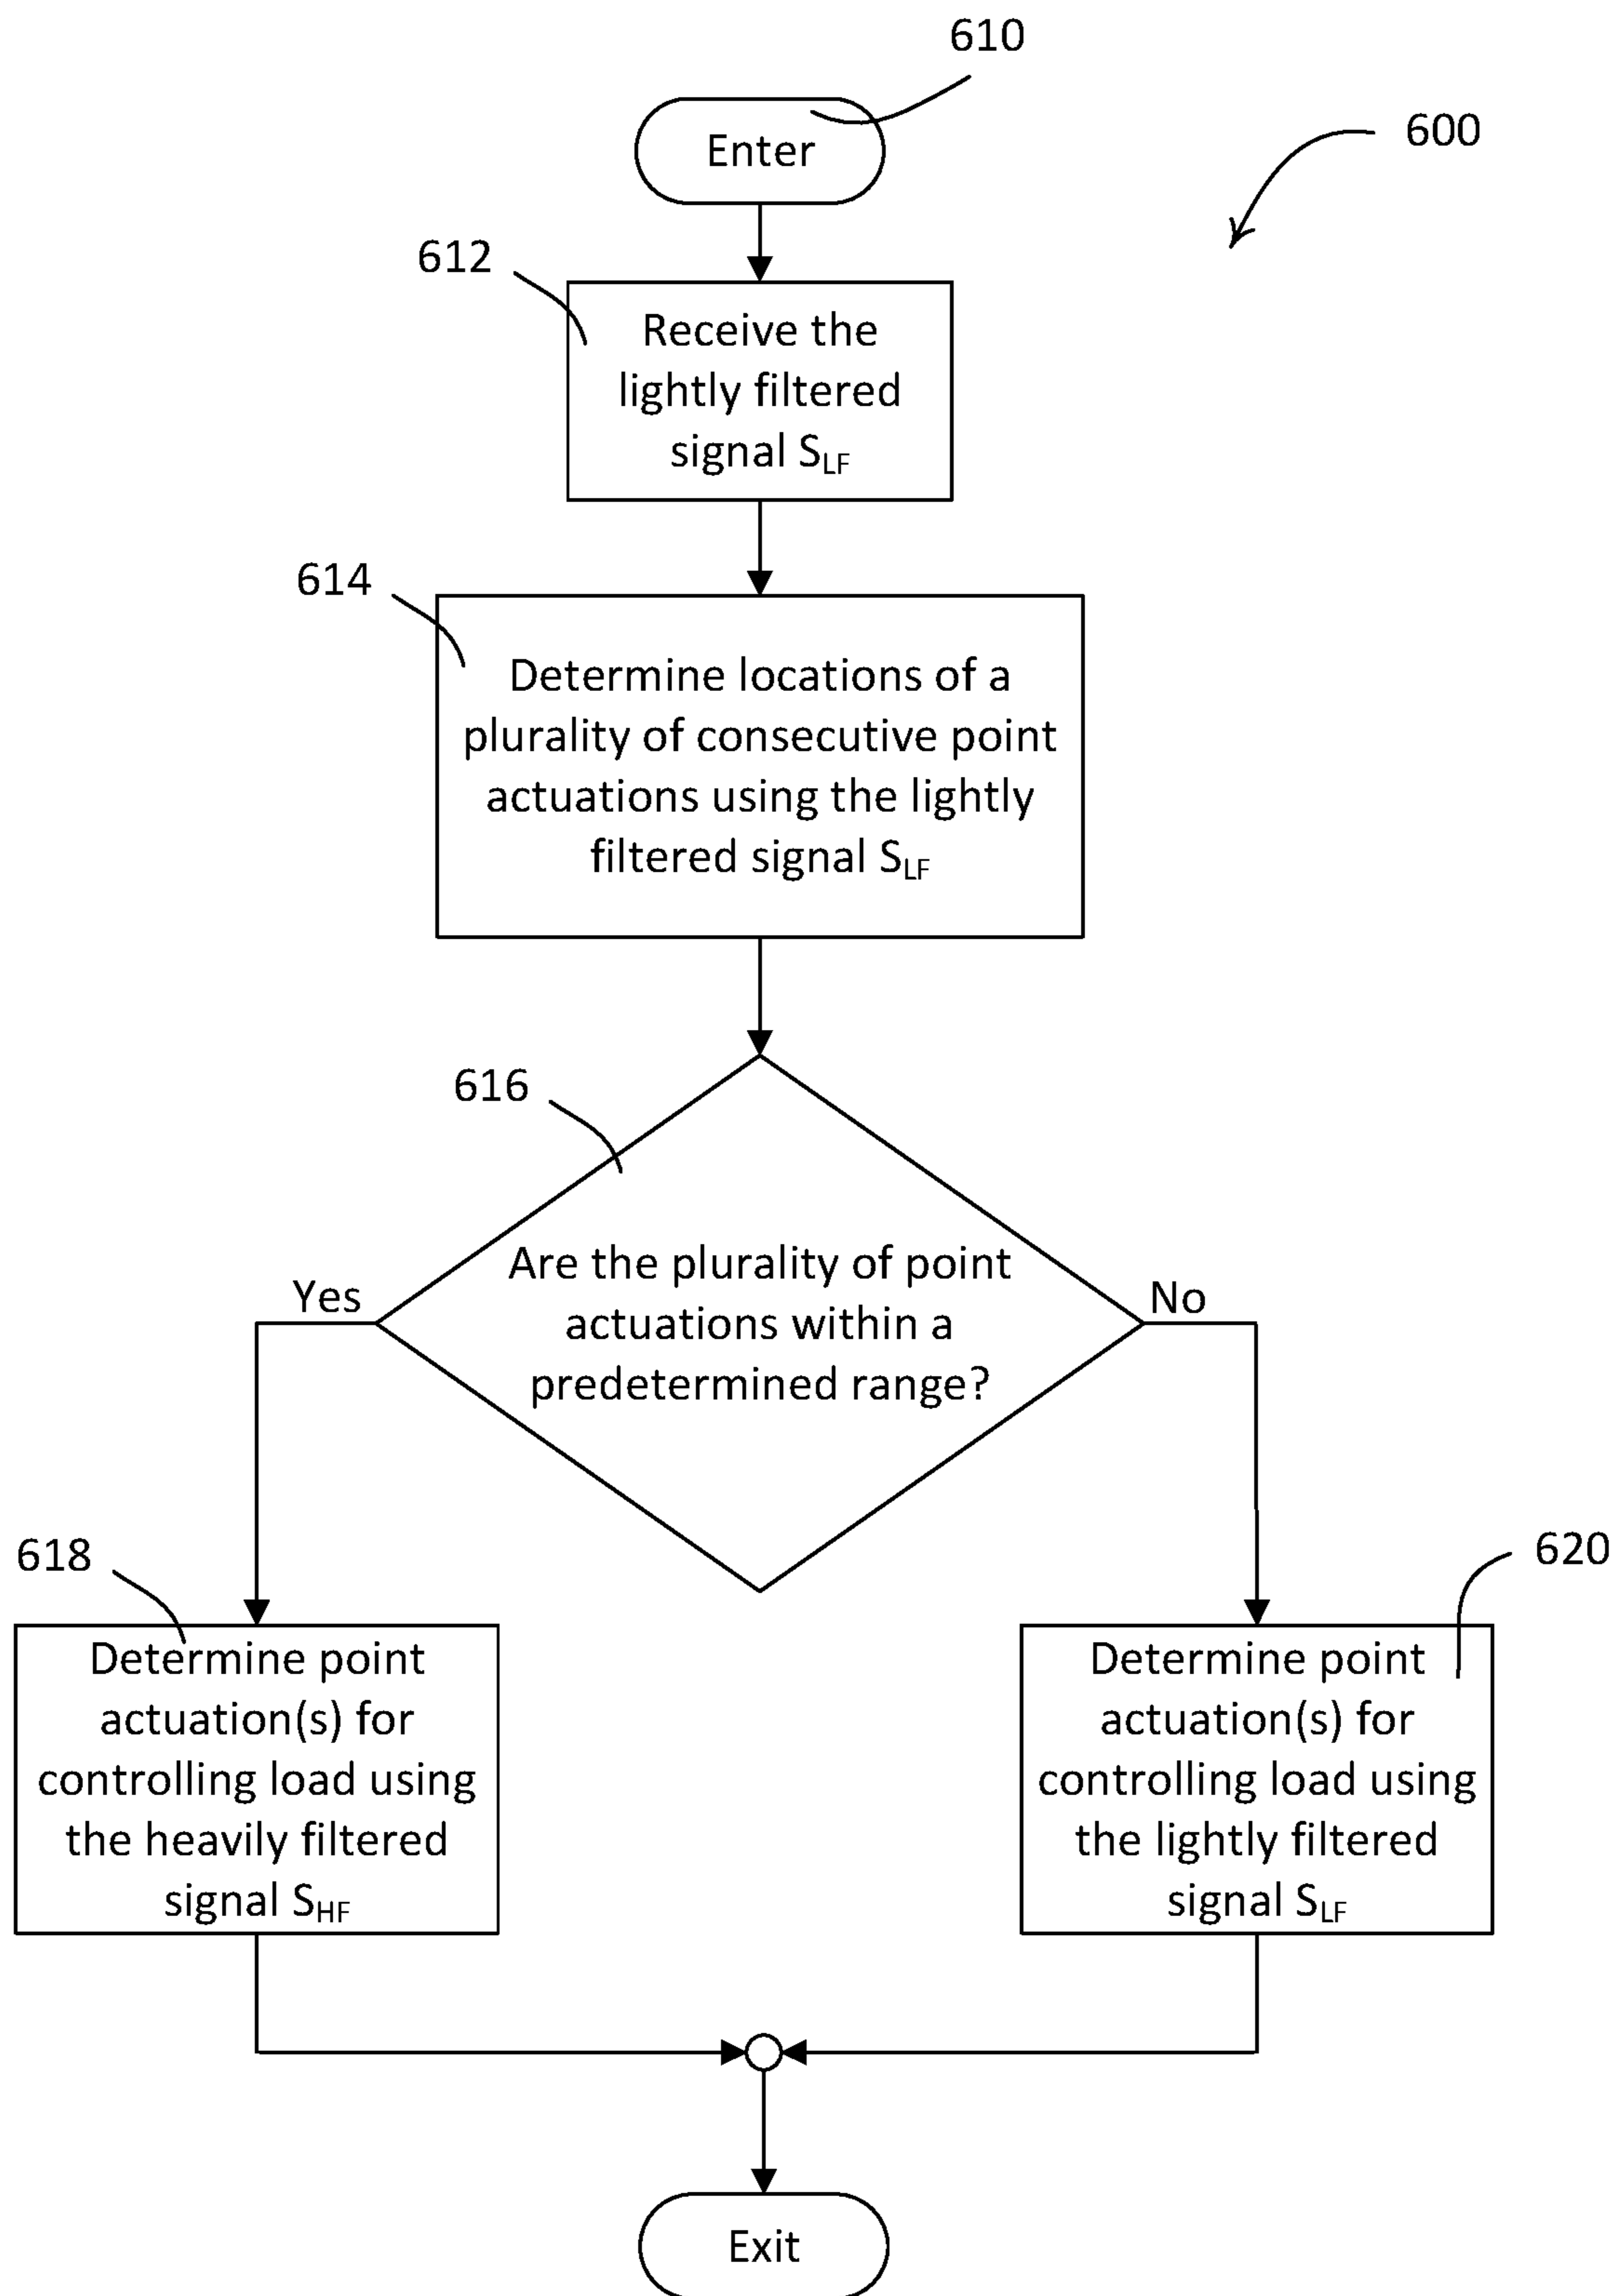 610
Enter
600
612
Receive the
lightly filtered
signal SLF
614
Determine locations of a
plurality of consecutive point
actuations using the lightly
filtered signal SLF
616
Are the plurality of point
actuations within a
predetermined range?
Yes
No
618
Determine point
actuation(s) for
controlling load using
the heavily filtered
signal SHF
620
Determine point
actuation(s) for
controlling load using
the lightly filtered
signal SLF
Exit